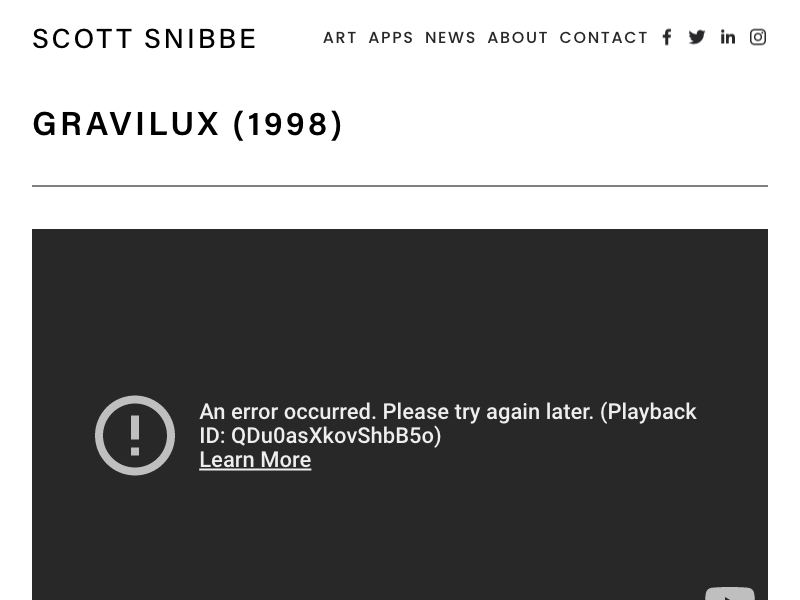 SCOTT SNIBBE
ART APPS NEWS ABOUT CONTACT
GRAVILUX (1998)
An error occurred. Please try again later. (Playback
ID: QDu0asXkovShbB5o)
Learn More